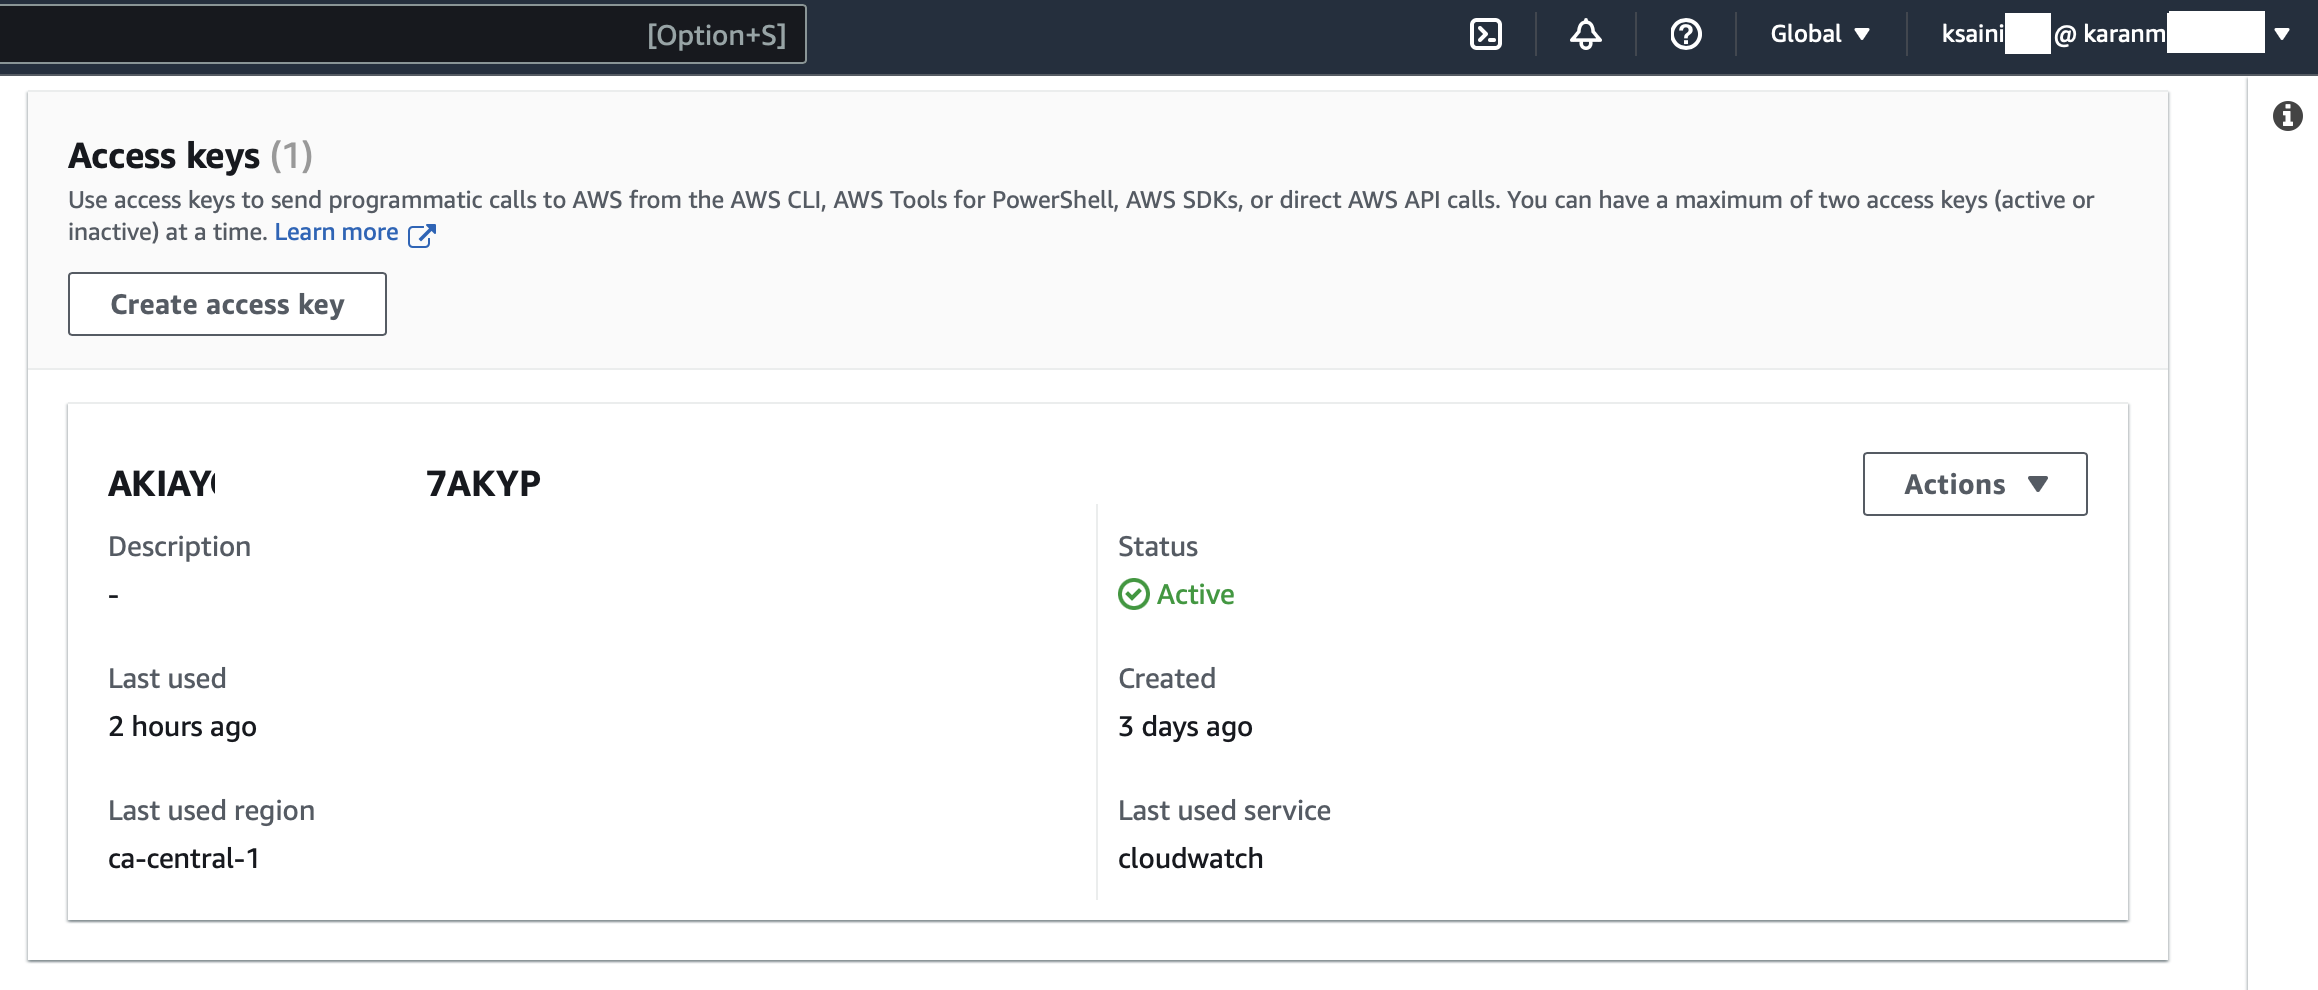 [Option+S]
Global
ksaini @ karanm
Access keys (1)
Use access keys to send programmatic calls to AWS from the AWS CLI, AWS Tools for PowerShell, AWS SDKs, or direct AWS API calls. You can have a maximum of two access keys (active or
inactive) at a time. Learn more
Create access key
AKIAY 7AKYP
Actions
Description
-
Status
Active
Last used
2 hours ago
Created
3 days ago
Last used region
ca-central-1
Last used service
cloudwatch